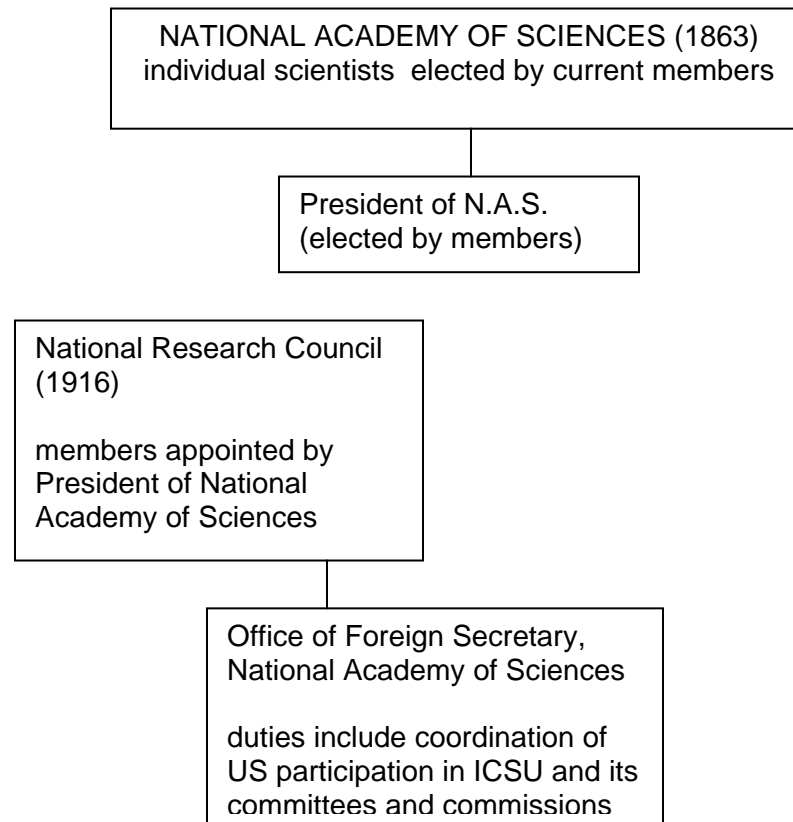 NATIONAL ACADEMY OF SCIENCES (1863)
individual scientists elected by current members
President of N.A.S.
(elected by members)
National Research Council
(1916)
members appointed by
President of National
Academy of Sciences
Office of Foreign Secretary,
National Academy of Sciences
duties include coordination of
US participation in ICSU and its
committees and commissions